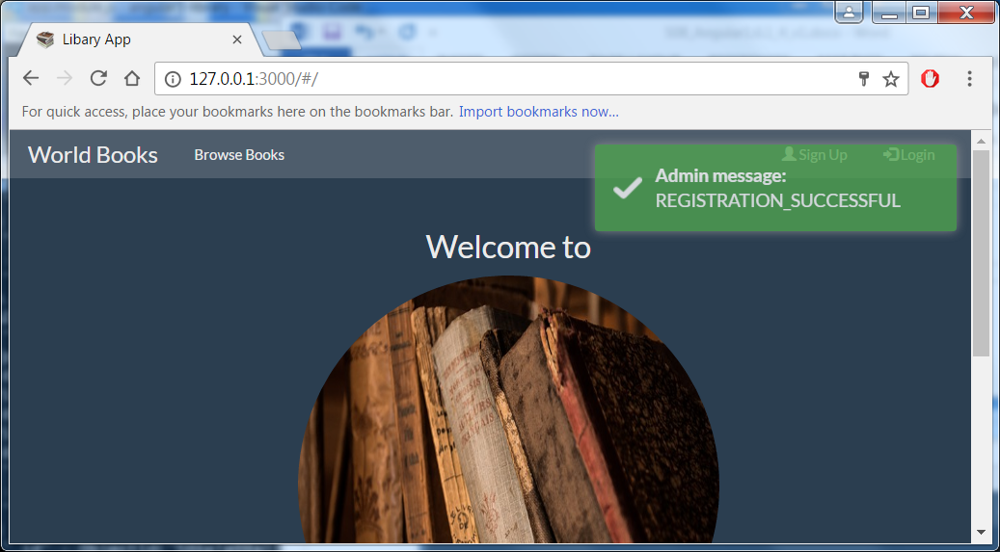 Libary App
127.0.0.1:3000/#/
For quick access, place your bookmarks here on the bookmarks bar. Import bookmarks now...
World Books Browse Books Sign Up Login
Admin message:
REGISTRATION_SUCCESSFUL
Welcome to